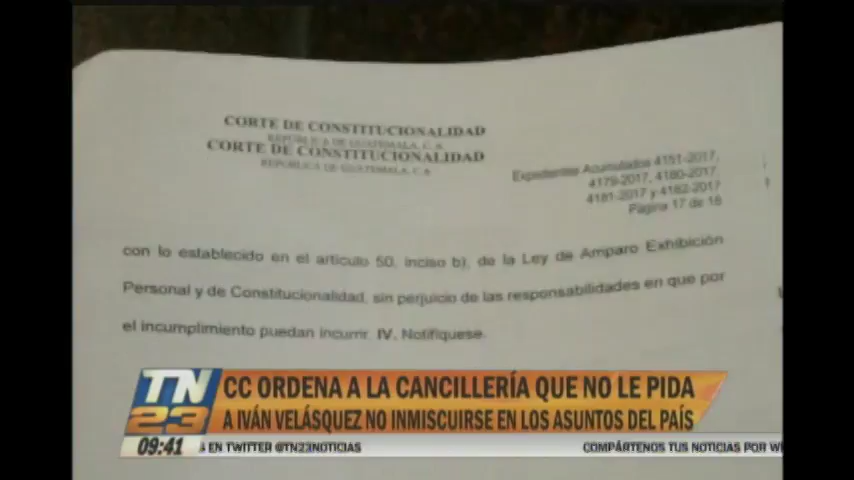 CORTE DE CONSTITUCIONALIDAD
REPÚBLICA DE GUATEMALA, C. A.
CORTE DE CONSTITUCIONALIDAD
REPÚBLICA DE GUATEMALA, C.A.
Expedientes Acumulados 4151-2017,
4179-2017, 4180-2017,
4181-2017 y 4182-2017
Página 17 de 18
con lo establecido en el artículo 50, inciso b), de la Ley de Amparo Exhibición
Personal y de Constitucionalidad, sin perjuicio de las responsabilidades en que por
el incumplimiento puedan incurrir. IV. Notifíquese.
TN
23
CC ORDENA A LA CANCILLERÍA QUE NO LE PIDA
A IVÁN VELÁSQUEZ NO INMISCUIRSE EN LOS ASUNTOS DEL PAÍS
09:41
EN TWITTER @TN23NOTICIAS
COMPÁRTENOS TUS NOTICIAS POR